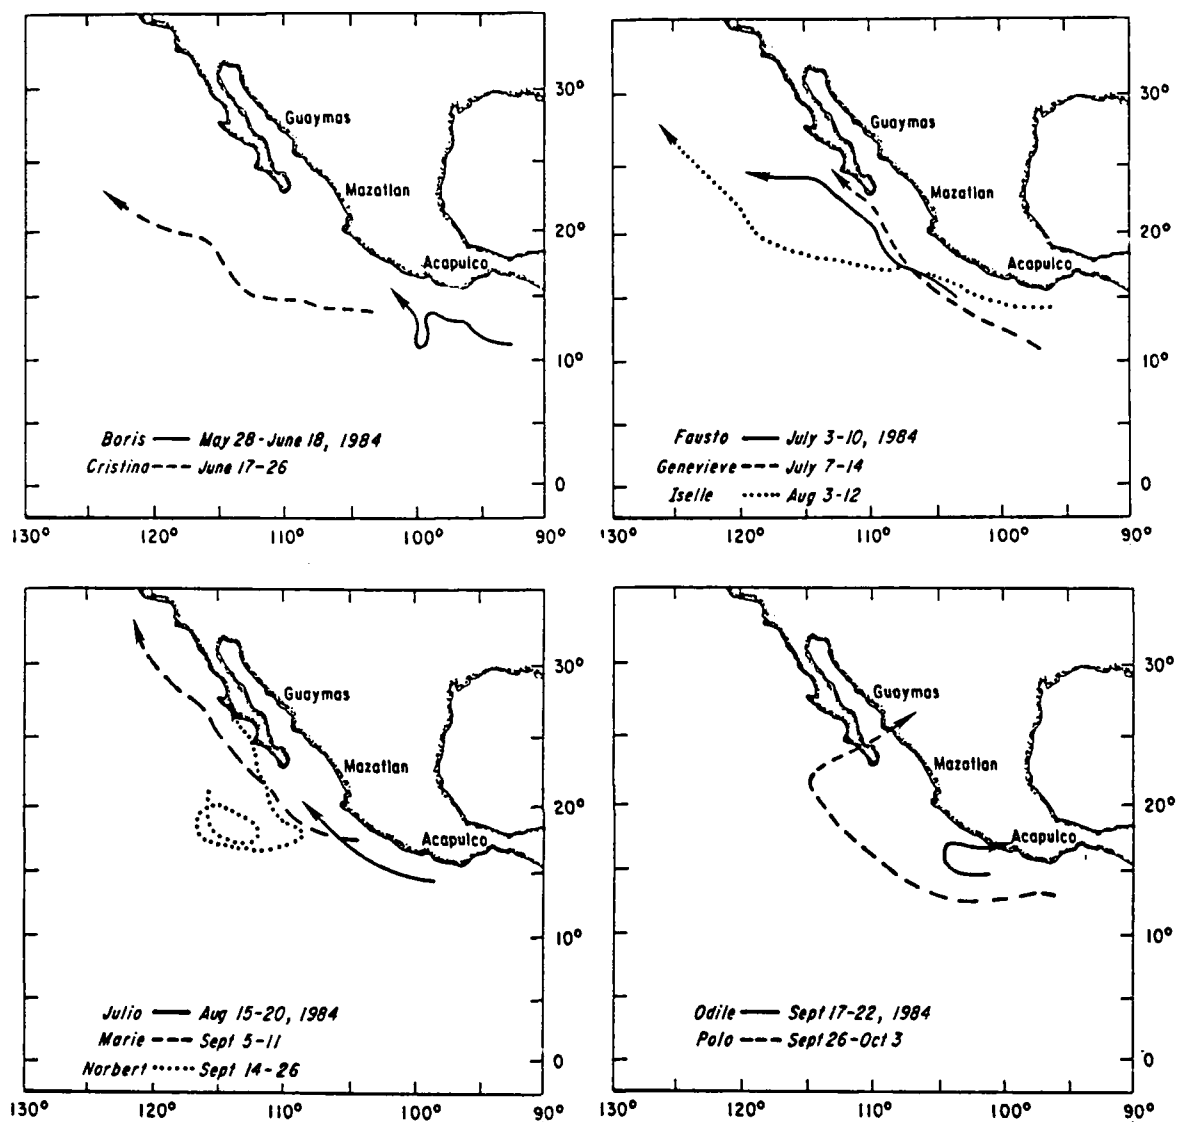 Guaymas
Mazatlan
Acapulco
30°
20°
10°
0
Boris —— May 28-June 18, 1984
Cristina --- June 17-26
130° 120° 110° 100° 90°
Guaymas
Mazatlan
Acapulco
30°
20°
10°
0
Fausto —— July 3-10, 1984
Genevieve --- July 7-14
Iselle ...... Aug 3-12
130° 120° 110° 100° 90°
Guaymas
Mazatlan
Acapulco
30°
20°
10°
0
Julio —— Aug 15-20, 1984
Marie --- Sept 5-11
Norbert ...... Sept 14-26
130° 120° 110° 100° 90°
Guaymas
Mazatlan
Acapulco
30°
20°
10°
0
Odile —— Sept 17-22, 1984
Polo --- Sept 26-Oct 3
130° 120° 110° 100° 90°